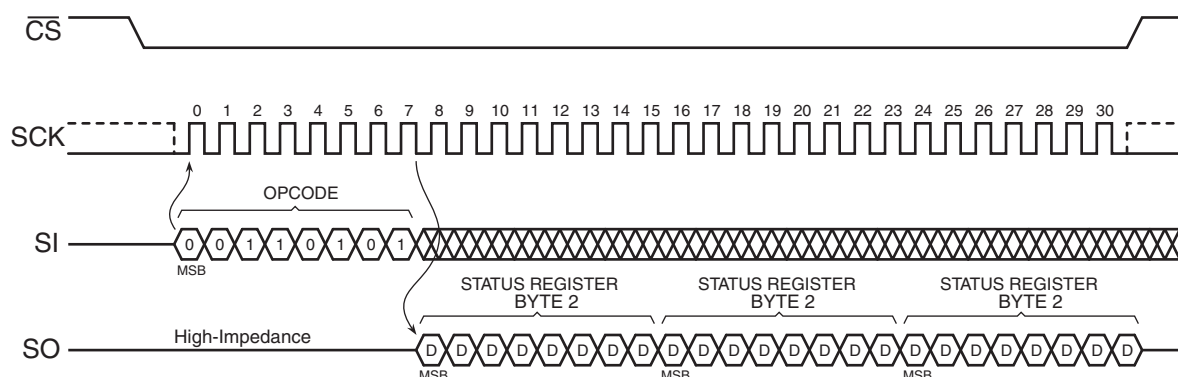 CS
0 1 2 3 4 5 6 7 8 9 10 11 12 13 14 15 16 17 18 19 20 21 22 23 24 25 26 27 28 29 30
SCK
OPCODE
SI 0 0 1 1 0 1 0 1
MSB
STATUS REGISTER BYTE 2 STATUS REGISTER BYTE 2 STATUS REGISTER BYTE 2
High-Impedance
SO D D D D D D D D D D D D D D D D D D D D D D D D
MSB MSB MSB